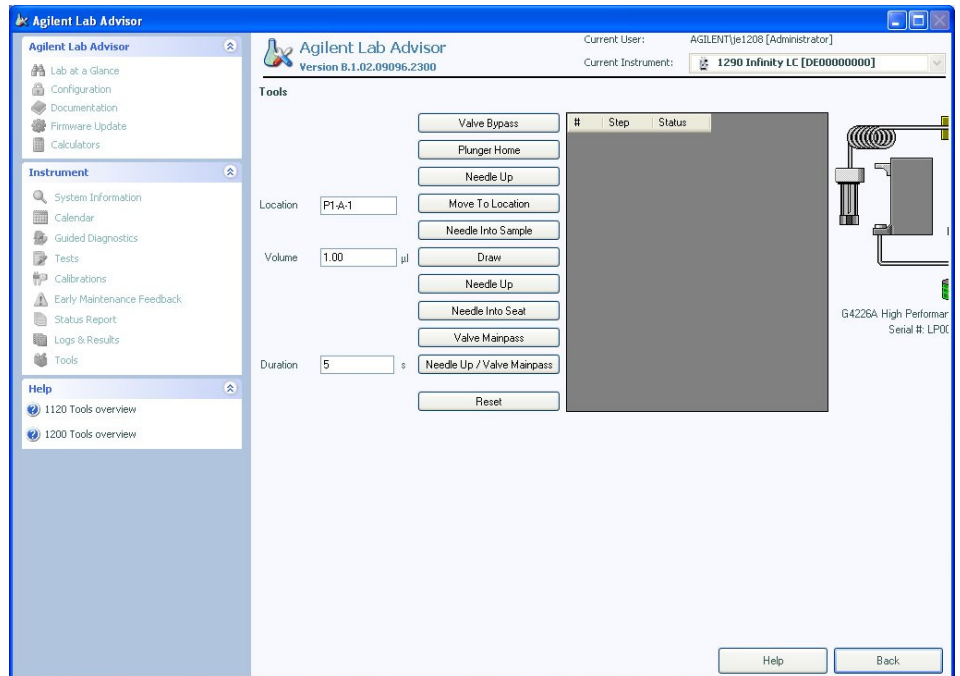 Agilent Lab Advisor
Agilent Lab Advisor
Lab at a Glance
Configuration
Documentation
Firmware Update
Calculators
Instrument
System Information
Calendar
Guided Diagnostics
Tests
Calibrations
Early Maintenance Feedback
Status Report
Logs & Results
Tools
Help
1120 Tools overview
1200 Tools overview
Agilent Lab Advisor
Version B.1.02.09096.2300
Current User: AGILENT\je1208 [Administrator]
Current Instrument: 1290 Infinity LC [DE00000000]
Tools
Valve Bypass
Plunger Home
Needle Up
Location P1-A-1 Move To Location
Needle Into Sample
Volume 1.00 µl Draw
Needle Up
Needle Into Seat
Valve Mainpass
Duration 5 s Needle Up / Valve Mainpass
Reset
# Step Status
G4226A High Performan
Serial #: LP00
Help Back